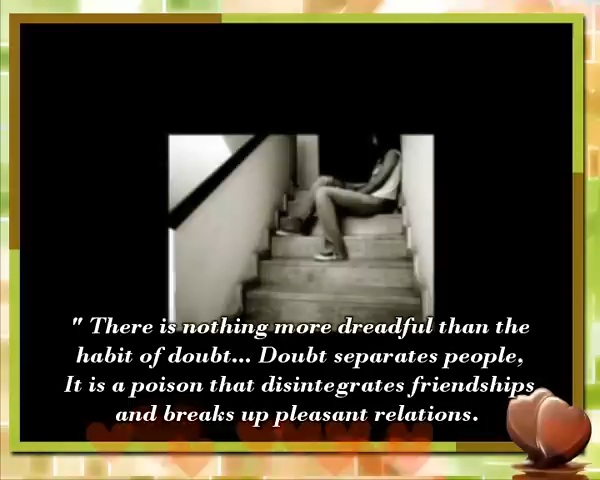 " There is nothing more dreadful than the
habit of doubt... Doubt separates people,
It is a poison that disintegrates friendships
and breaks up pleasant relations.